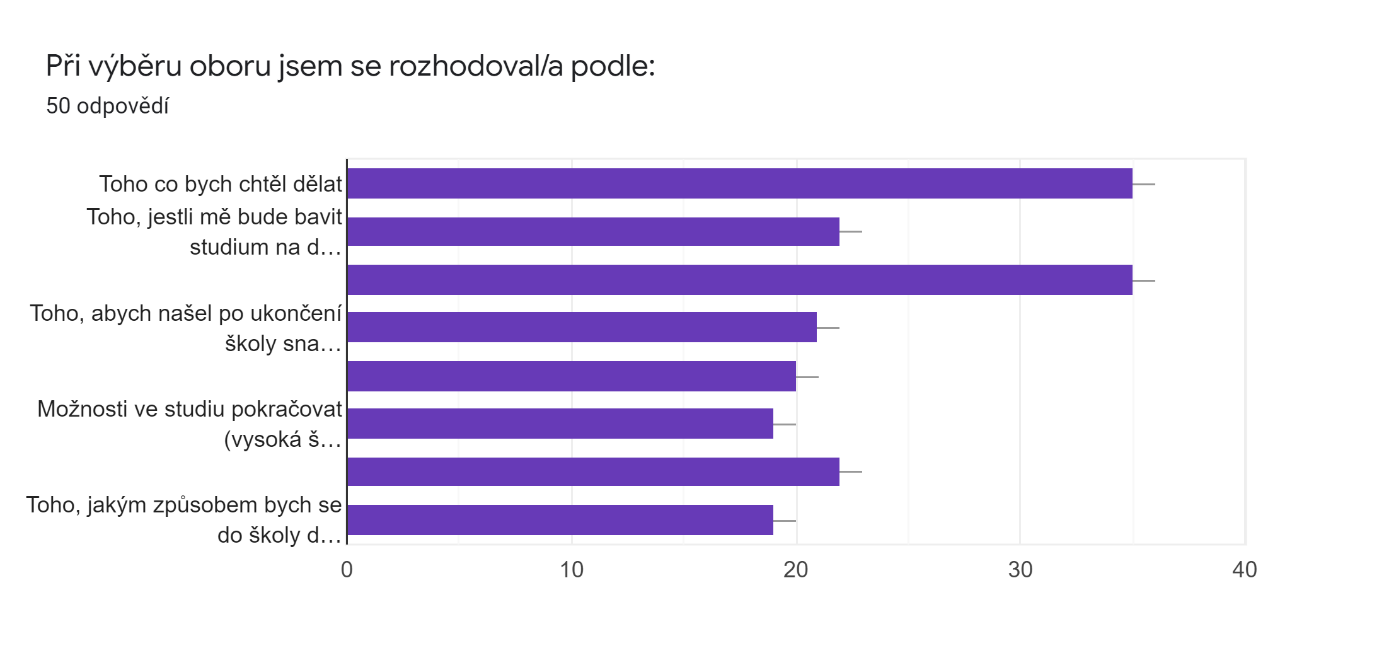 Při výběru oboru jsem se rozhodoval/a podle:
50 odpovědí
Toho co bych chtěl dělat
Toho, jestli mě bude bavit
studium na d…
Toho, abych našel po ukončení
školy sna…
Možnosti ve studiu pokračovat
(vysoká š…
Toho, jakým způsobem bych se
do školy d…
0 10 20 30 40